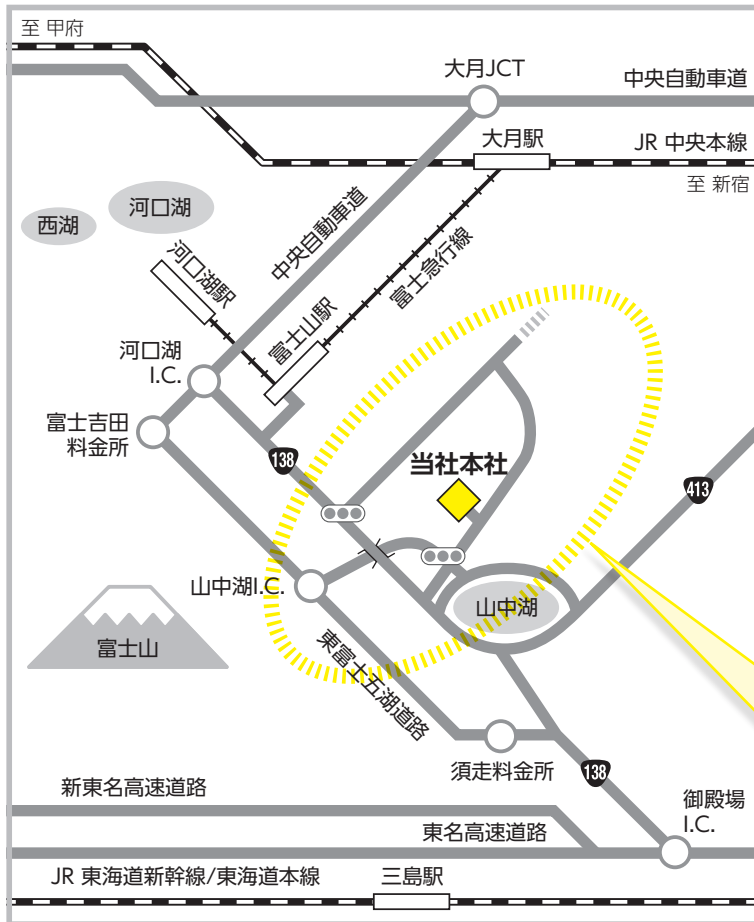 至 甲府
大月JCT
中央自動車道
大月駅
JR 中央本線
至 新宿
河口湖
西湖
中央自動車道
河口湖駅
富士急行線
富士山駅
河口湖
I.C.
富士吉田
料金所
138
当社本社
413
山中湖I.C.
山中湖
富士山
東富士五湖道路
須走料金所
138
新東名高速道路
御殿場
I.C.
東名高速道路
JR 東海道新幹線/東海道本線
三島駅